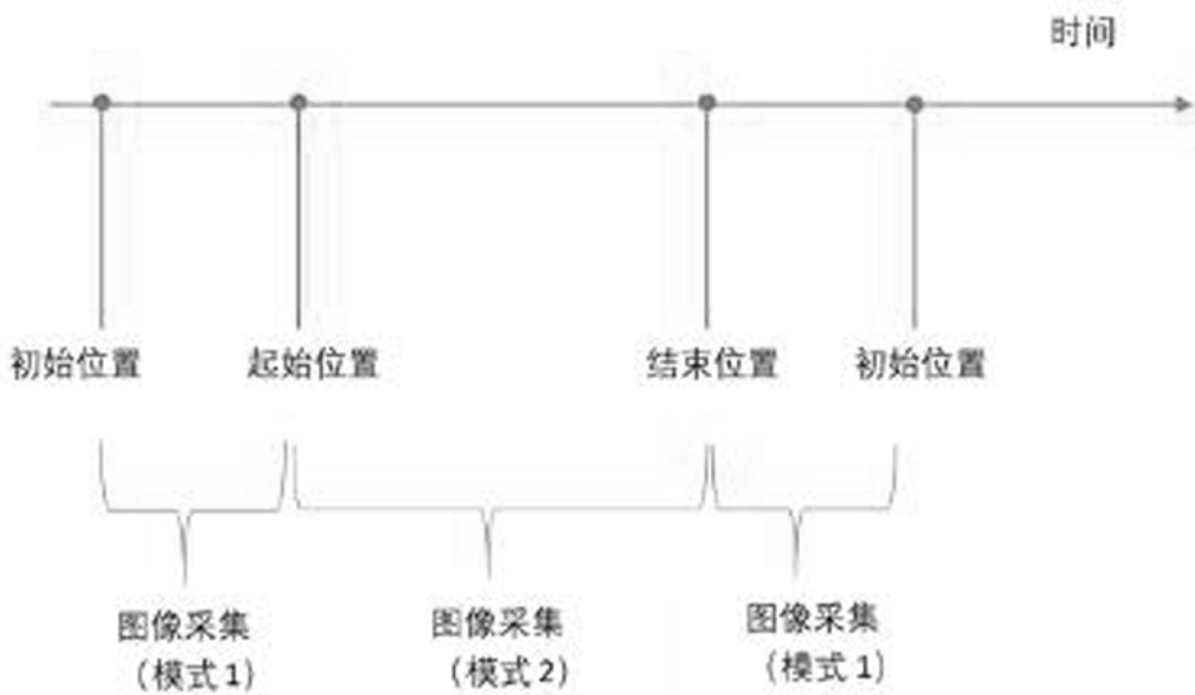 时间
初始位置
起始位置
结束位置
初始位置
图像采集
（模式1）
图像采集
（模式2）
图像采集
（模式1）